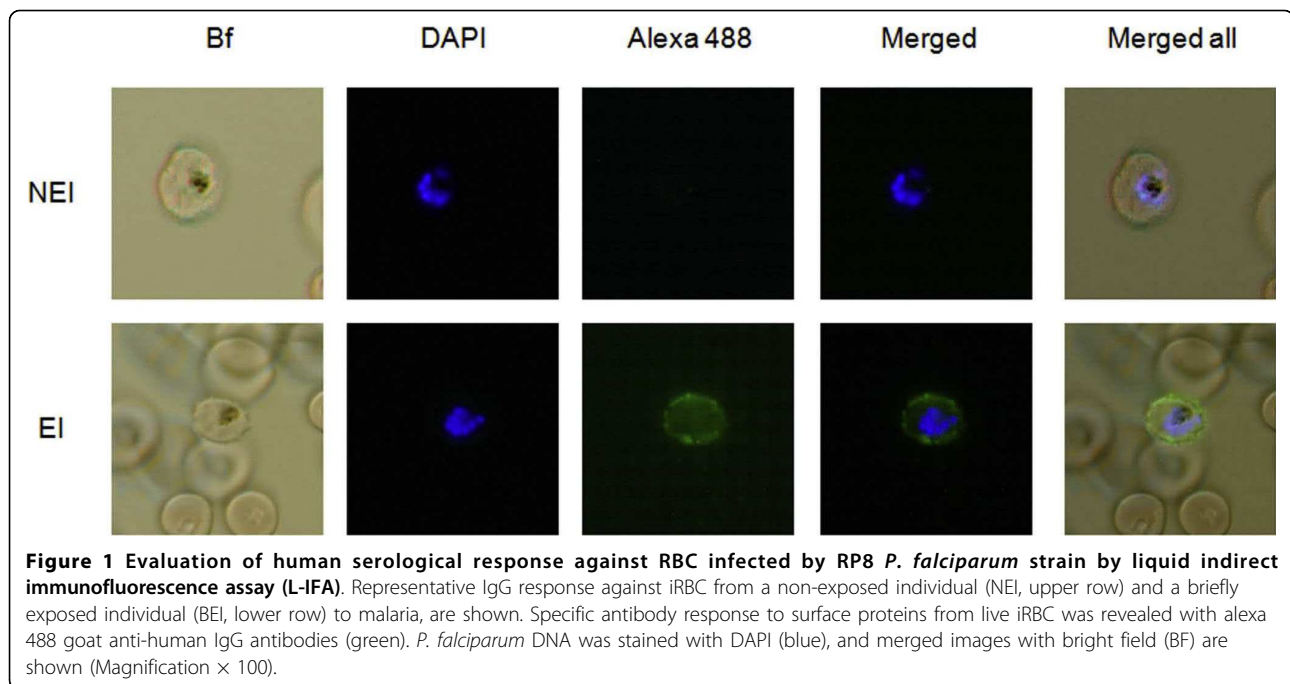 Bf DAPI Alexa 488 Merged Merged all
NEI
EI
Figure 1 Evaluation of human serological response against RBC infected by RP8 P. falciparum strain by liquid indirect
immunofluorescence assay (L-IFA). Representative IgG response against iRBC from a non-exposed individual (NEI, upper row) and a briefly
exposed individual (BEI, lower row) to malaria, are shown. Specific antibody response to surface proteins from live iRBC was revealed with alexa
488 goat anti-human IgG antibodies (green). P. falciparum DNA was stained with DAPI (blue), and merged images with bright field (BF) are
shown (Magnification × 100).